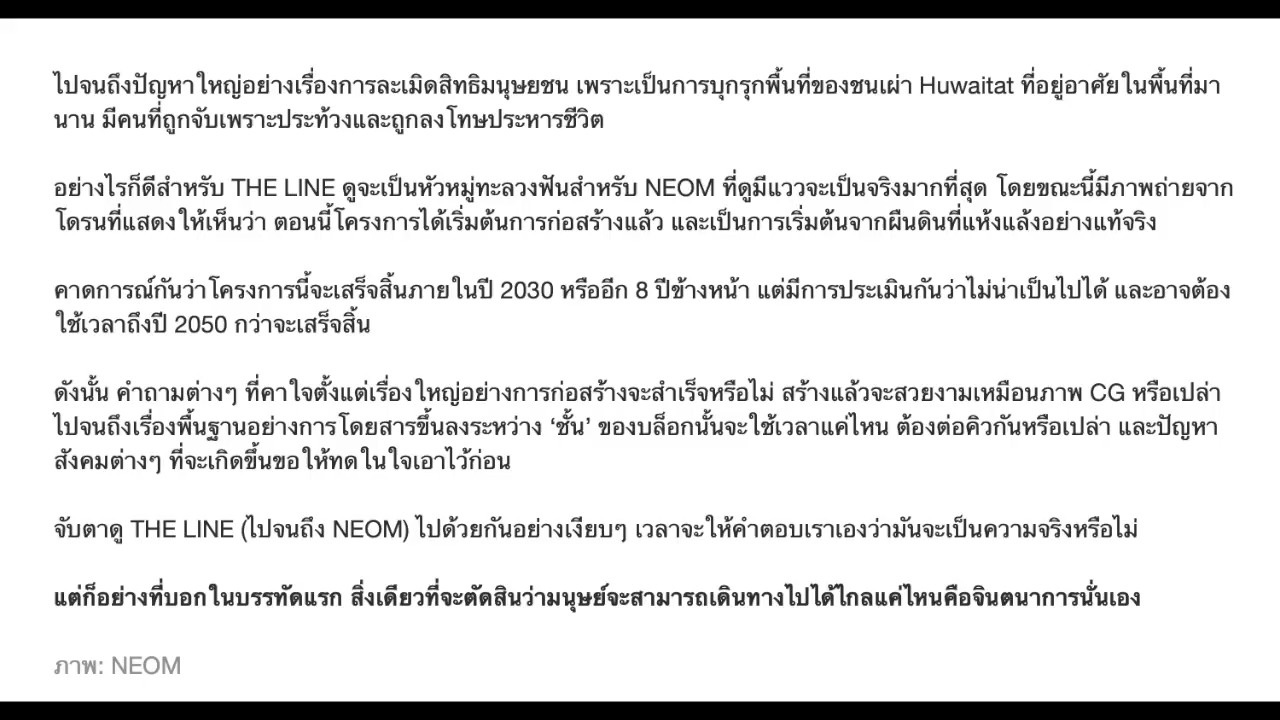 ไปจนถึงปัญหาใหญ่อย่างเรื่องการละเมิดสิทธิมนุษยชน เพราะเป็นการบุกรุกพื้นที่ของชนเผ่า Huwaitat ที่อยู่อาศัยในพื้นที่มา
นาน มีคนที่ถูกจับเพราะประท้วงและถูกลงโทษประหารชีวิต
อย่างไรก็ดีสำหรับ THE LINE ดูจะเป็นหัวหมู่ทะลวงฟันสำหรับ NEOM ที่ดูมีแววจะเป็นจริงมากที่สุด โดยขณะนี้มีภาพถ่ายจาก
โดรนที่แสดงให้เห็นว่า ตอนนี้โครงการได้เริ่มต้นการก่อสร้างแล้ว และเป็นการเริ่มต้นจากผืนดินที่แห้งแล้งอย่างแท้จริง
คาดการณ์กันว่าโครงการนี้จะเสร็จสิ้นภายในปี 2030 หรืออีก 8 ปีข้างหน้า แต่มีการประเมินกันว่าไม่น่าเป็นไปได้ และอาจต้อง
ใช้เวลาถึงปี 2050 กว่าจะเสร็จสิ้น
ดังนั้น คำถามต่างๆ ที่คาใจตั้งแต่เรื่องใหญ่อย่างการก่อสร้างจะสำเร็จหรือไม่ สร้างแล้วจะสวยงามเหมือนภาพ CG หรือเปล่า
ไปจนถึงเรื่องพื้นฐานอย่างการโดยสารขึ้นลงระหว่าง ‘ชั้น’ ของบล็อกนั้นจะใช้เวลาแค่ไหน ต้องต่อคิวกันหรือเปล่า และปัญหา
สังคมต่างๆ ที่จะเกิดขึ้นขอให้ทดในใจเอาไว้ก่อน
จับตาดู THE LINE (ไปจนถึง NEOM) ไปด้วยกันอย่างเงียบๆ เวลาจะให้คำตอบเราเองว่ามันจะเป็นความจริงหรือไม่
แต่ก็อย่างที่บอกในบรรทัดแรก สิ่งเดียวที่จะตัดสินว่ามนุษย์จะสามารถเดินทางไปได้ไกลแค่ไหนคือจินตนาการนั่นเอง
ภาพ: NEOM